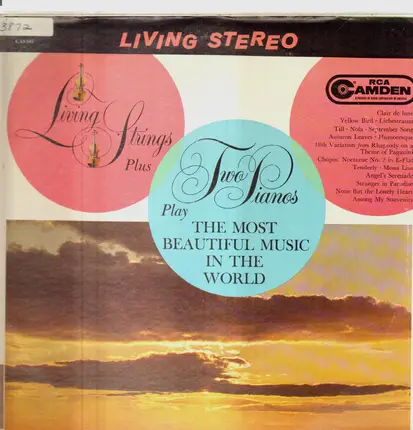 3872
LIVING STEREO
RCA
CAMDEN
Living
Strings
Plus
Two Pianos
Play
THE MOST
BEAUTIFUL MUSIC
IN THE
WORLD
Clair de lune
Yellow Bird · Liebestraum
Till · Nola · September Song
Autumn Leaves · Humoresque
18th Variation from Rhapsody on a
Theme of Paganini
Chopin: Nocturne No. 2 in E-Flat
Tenderly · Mona Lisa
Angel's Serenade
Stranger in Paradise
None But the Lonely Heart
Among My Souvenirs